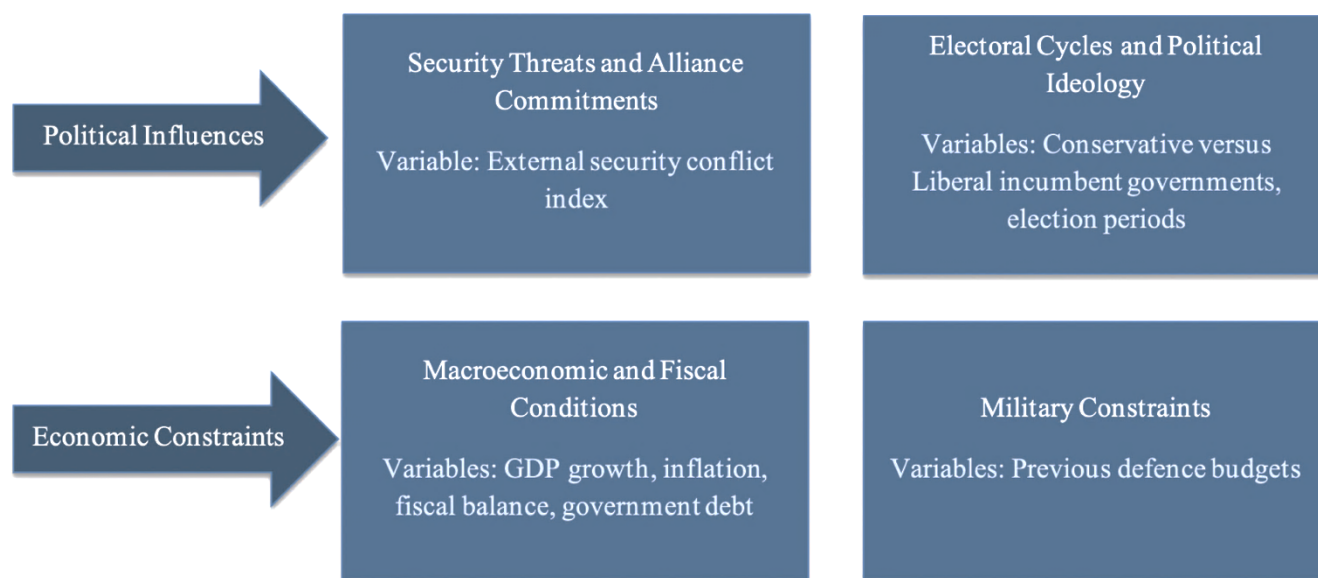 Political Influences
Security Threats and Alliance
Commitments
Variable: External security conflict
index
Electoral Cycles and Political
Ideology
Variables: Conservative versus
Liberal incumbent governments,
election periods
Economic Constraints
Macroeconomic and Fiscal
Conditions
Variables: GDP growth, inflation,
fiscal balance, government debt
Military Constraints
Variables: Previous defence budgets